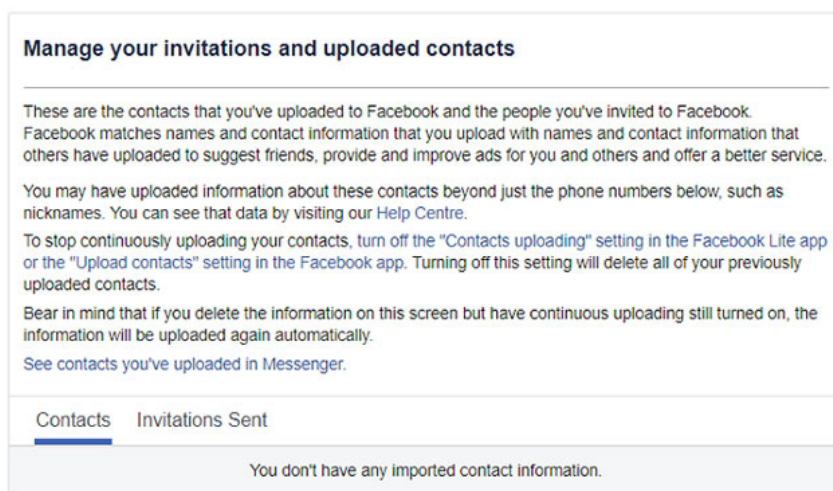 Manage your invitations and uploaded contacts
These are the contacts that you've uploaded to Facebook and the people you've invited to Facebook.
Facebook matches names and contact information that you upload with names and contact information that
others have uploaded to suggest friends, provide and improve ads for you and others and offer a better service.
You may have uploaded information about these contacts beyond just the phone numbers below, such as
nicknames. You can see that data by visiting our Help Centre.
To stop continuously uploading your contacts, turn off the "Contacts uploading" setting in the Facebook Lite app
or the "Upload contacts" setting in the Facebook app. Turning off this setting will delete all of your previously
uploaded contacts.
Bear in mind that if you delete the information on this screen but have continuous uploading still turned on, the
information will be uploaded again automatically.
See contacts you've uploaded in Messenger.
Contacts Invitations Sent
You don't have any imported contact information.